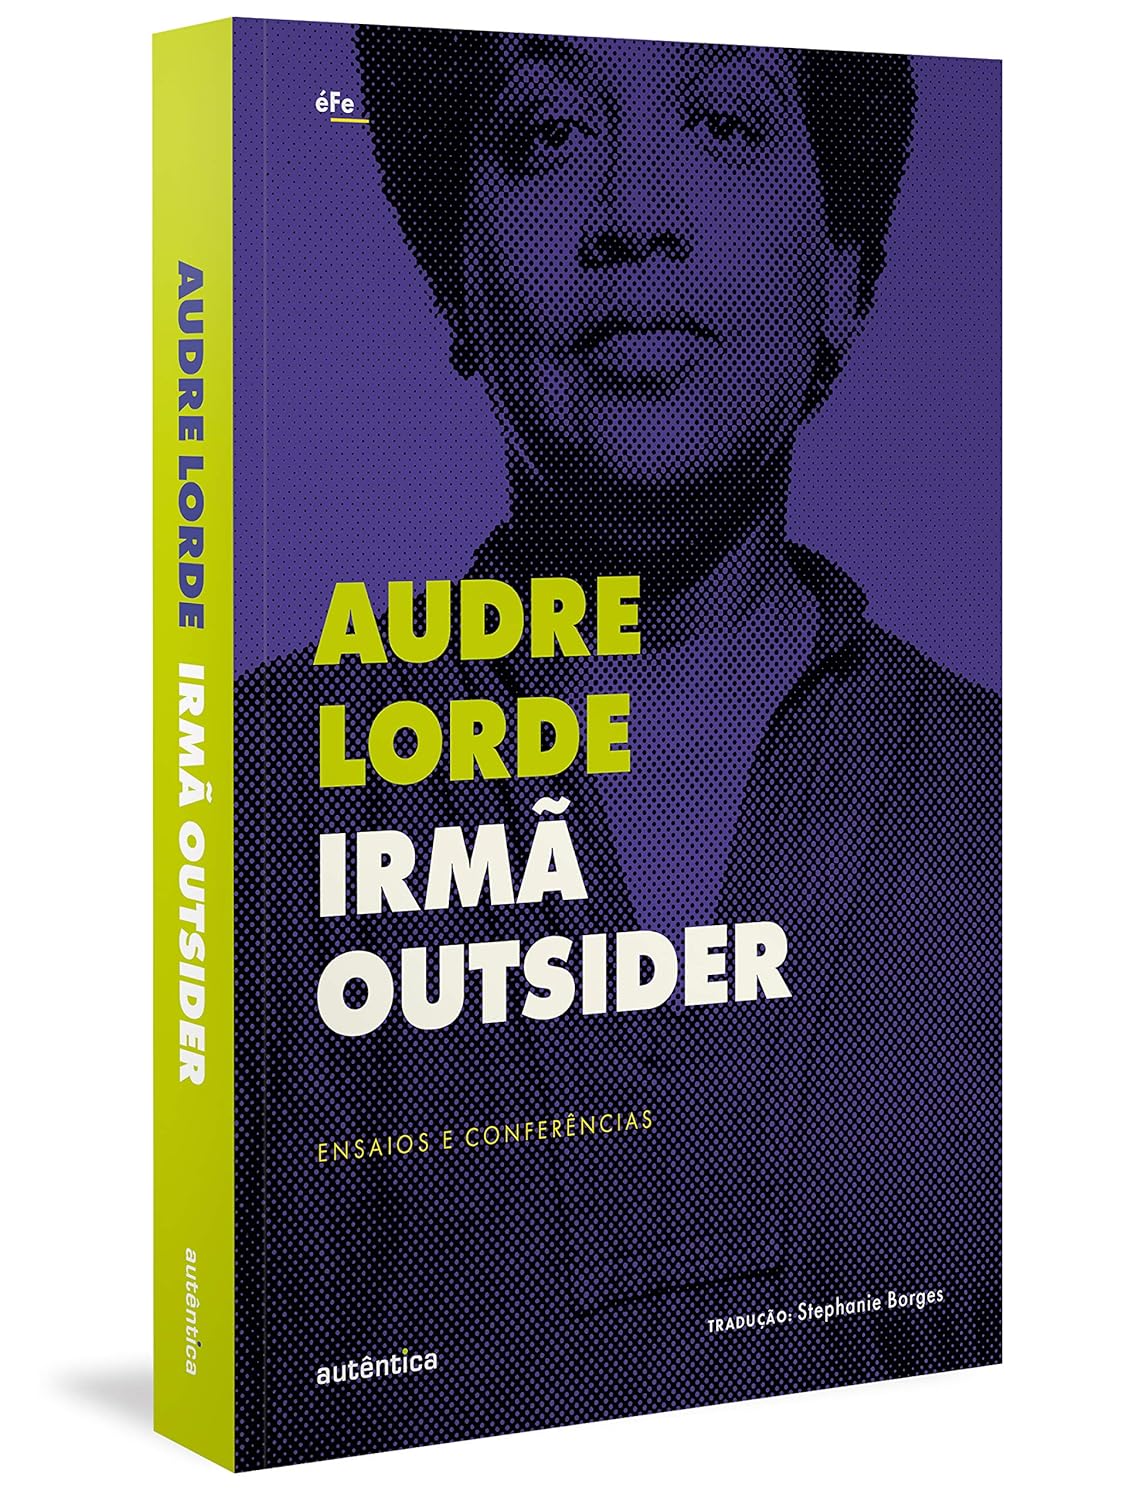 AUDRE LORDE IRMÃ OUTSIDER
autêntica
éFe
AUDRE
LORDE
IRMÃ
OUTSIDER
ENSAIOS E CONFERÊNCIAS
TRADUÇÃO: Stephanie Borges
autêntica